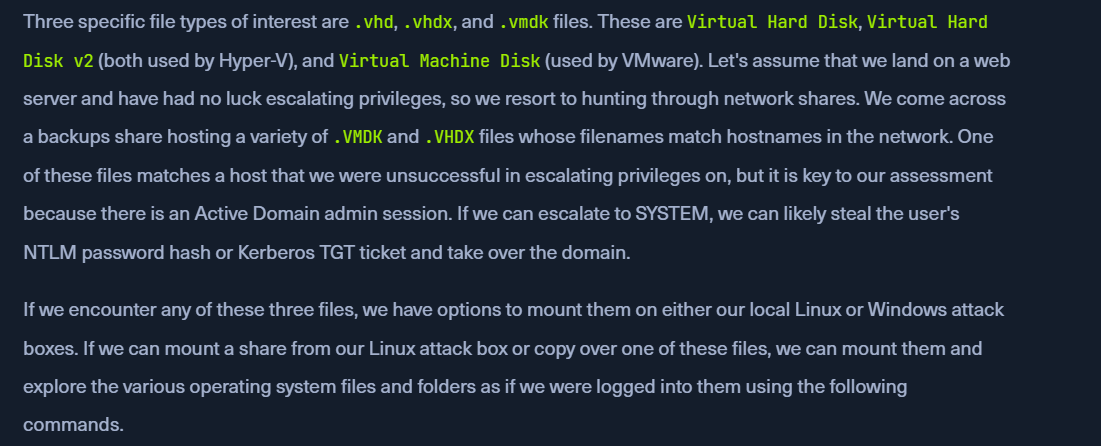 Three specific file types of interest are .vhd, .vhdx, and .vmdk files. These are Virtual Hard Disk, Virtual Hard
Disk v2 (both used by Hyper-V), and Virtual Machine Disk (used by VMware). Let's assume that we land on a web
server and have had no luck escalating privileges, so we resort to hunting through network shares. We come across
a backups share hosting a variety of .VMDK and .VHDX files whose filenames match hostnames in the network. One
of these files matches a host that we were unsuccessful in escalating privileges on, but it is key to our assessment
because there is an Active Domain admin session. If we can escalate to SYSTEM, we can likely steal the user's
NTLM password hash or Kerberos TGT ticket and take over the domain.
If we encounter any of these three files, we have options to mount them on either our local Linux or Windows attack
boxes. If we can mount a share from our Linux attack box or copy over one of these files, we can mount them and
explore the various operating system files and folders as if we were logged into them using the following
commands.